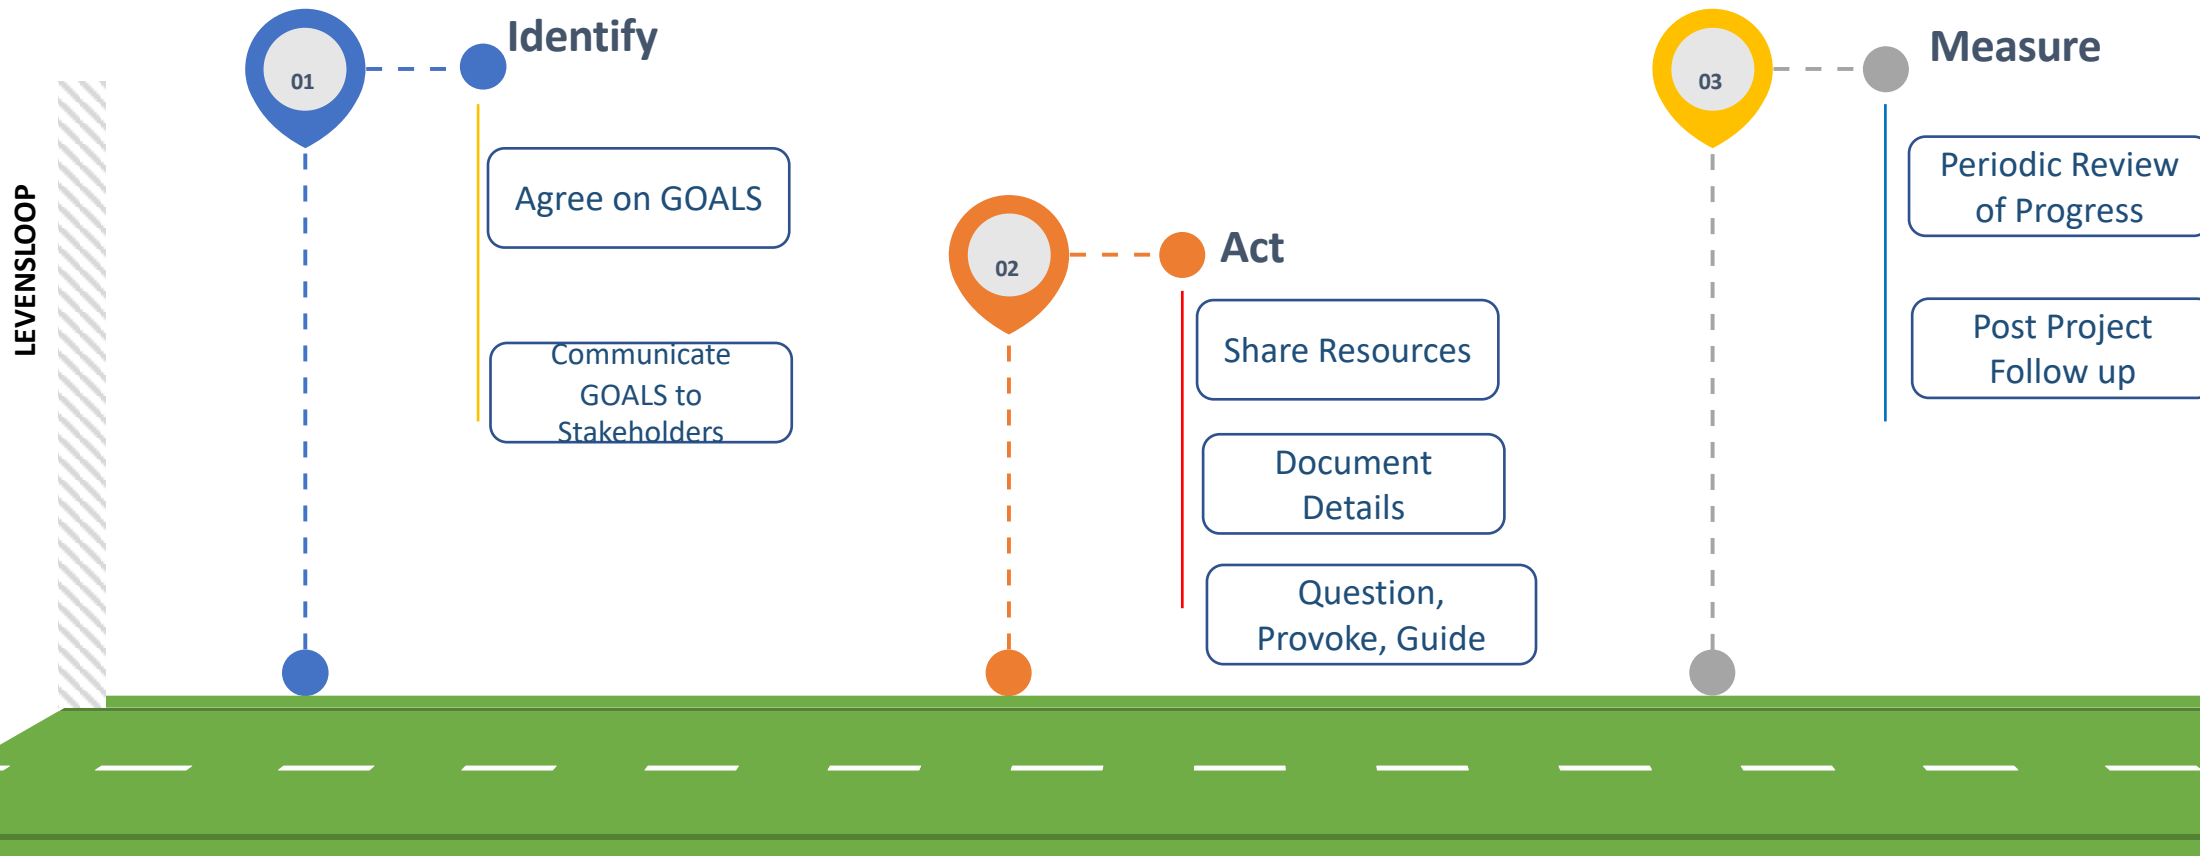 LEVENSLOOP
01
Identify
Agree on GOALS
Communicate
GOALS to
Stakeholders
02
Act
Share Resources
Document
Details
Question,
Provoke, Guide
03
Measure
Periodic Review
of Progress
Post Project
Follow up